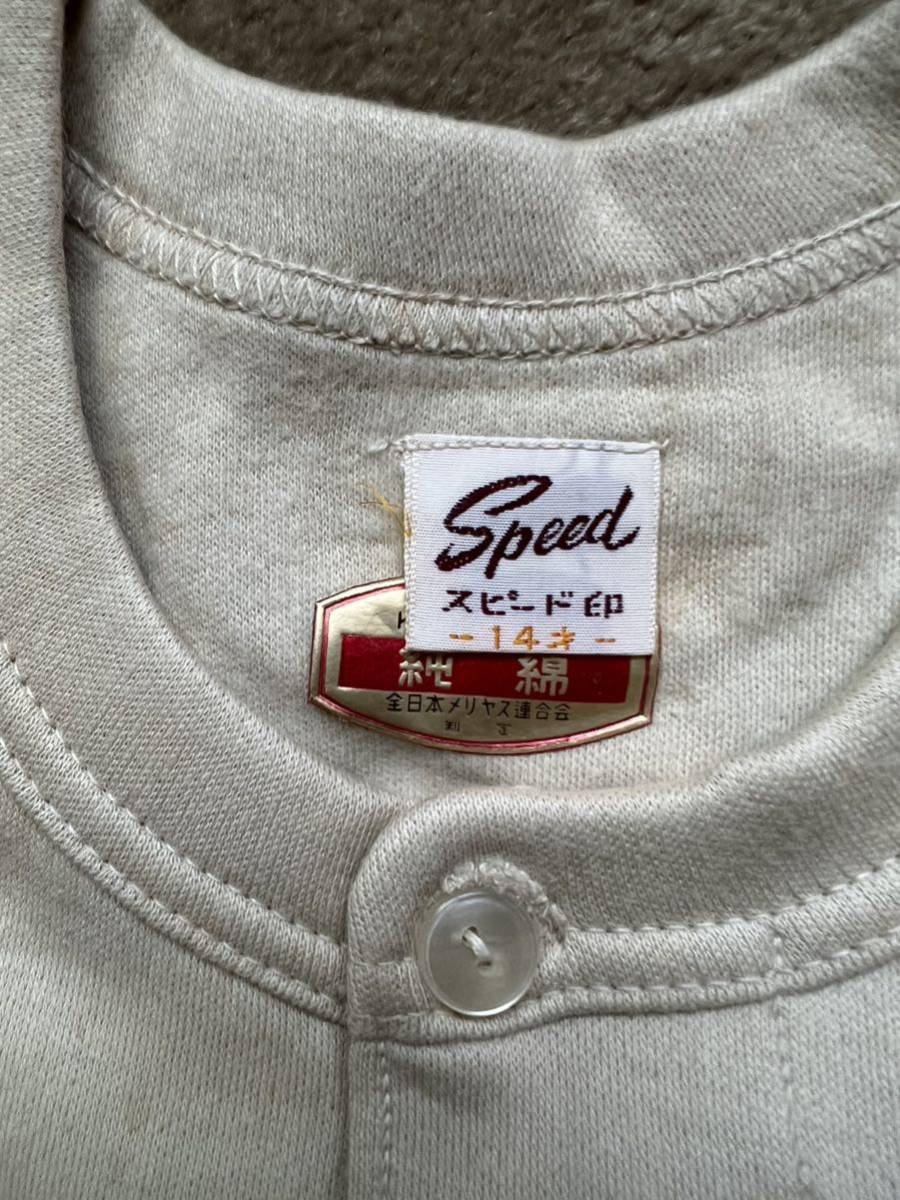 Speed
スピード印
-14才-
純綿
全日本メリヤス連合会